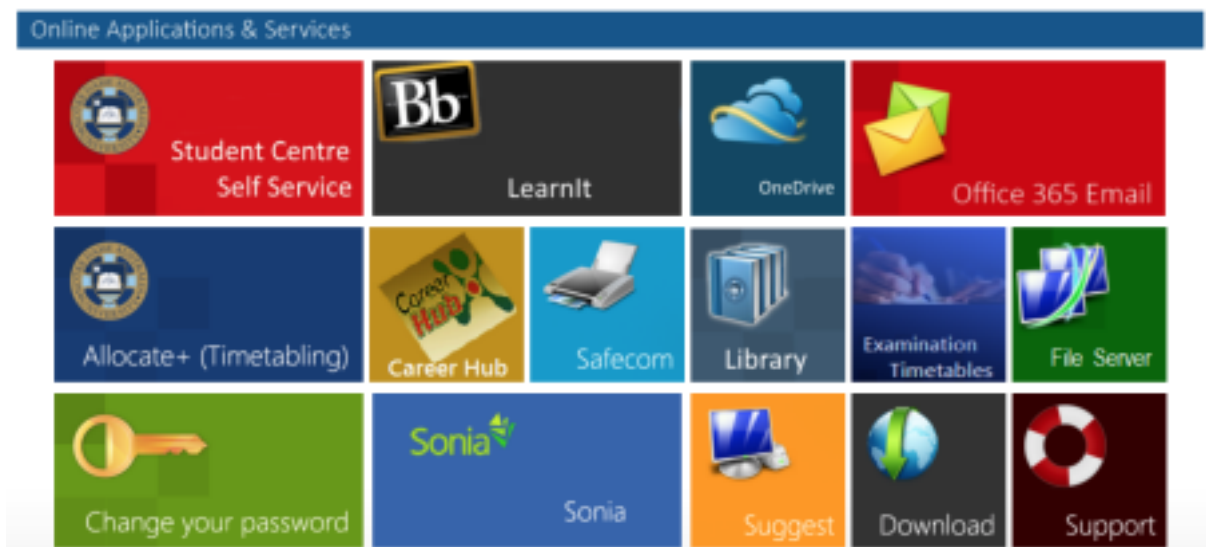 Online Applications & Services
Student Centre
Self Service
Bb
LearnIt
OneDrive
Office 365 Email
Allocate+ (Timetabling)
Career
Hub
Career Hub
Safecom
Library
Examination
Timetables
File Server
Change your password
Sonia
Sonia
Suggest
Download
Support